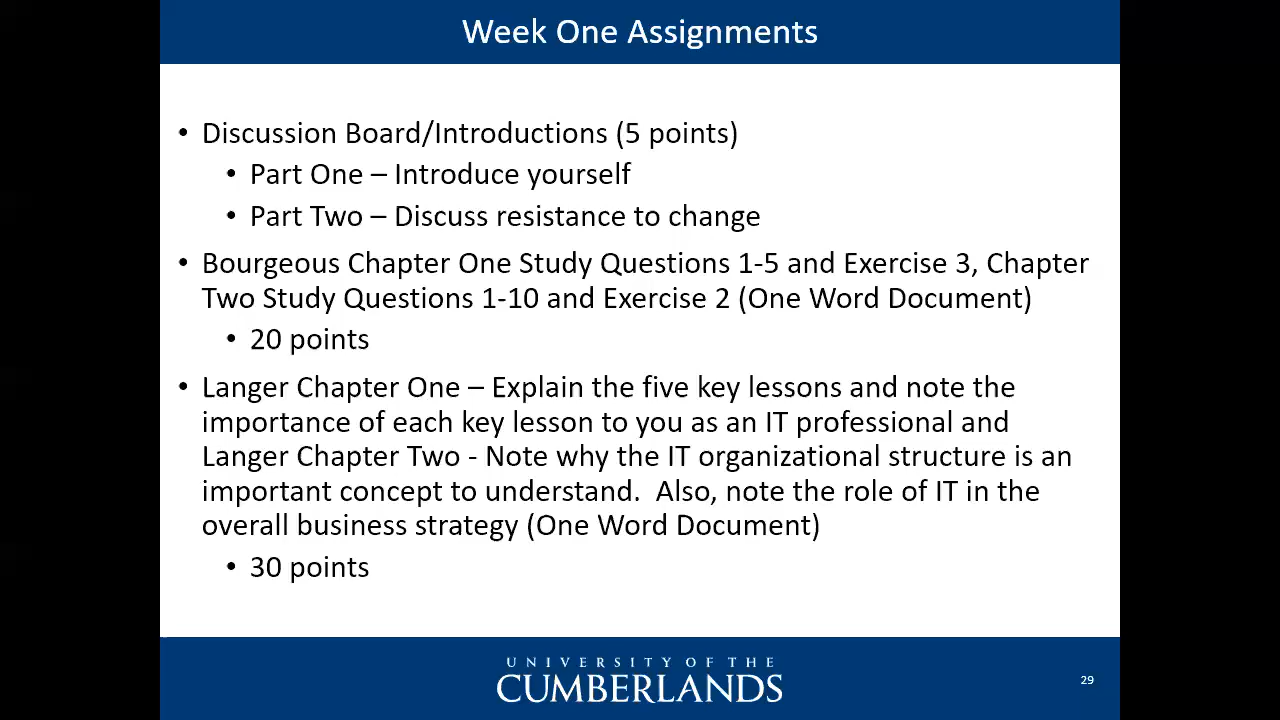 Week One Assignments
• Discussion Board/Introductions (5 points)
• Part One – Introduce yourself
• Part Two – Discuss resistance to change
• Bourgeous Chapter One Study Questions 1-5 and Exercise 3, Chapter
Two Study Questions 1-10 and Exercise 2 (One Word Document)
• 20 points
• Langer Chapter One – Explain the five key lessons and note the
importance of each key lesson to you as an IT professional and
Langer Chapter Two - Note why the IT organizational structure is an
important concept to understand.  Also, note the role of IT in the
overall business strategy (One Word Document)
• 30 points
UNIVERSITY OF THE
CUMBERLANDS
29